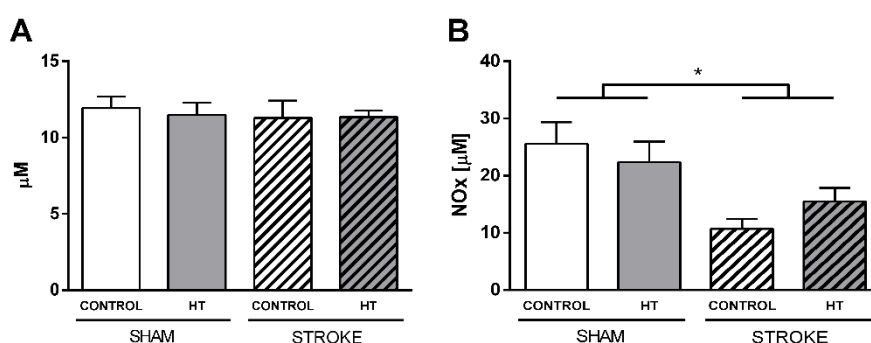 A
15
10
5
0
µM
CONTROL HT CONTROL HT
SHAM STROKE
B
40
30
20
10
0
NOx [µM]
*
CONTROL HT CONTROL HT
SHAM STROKE